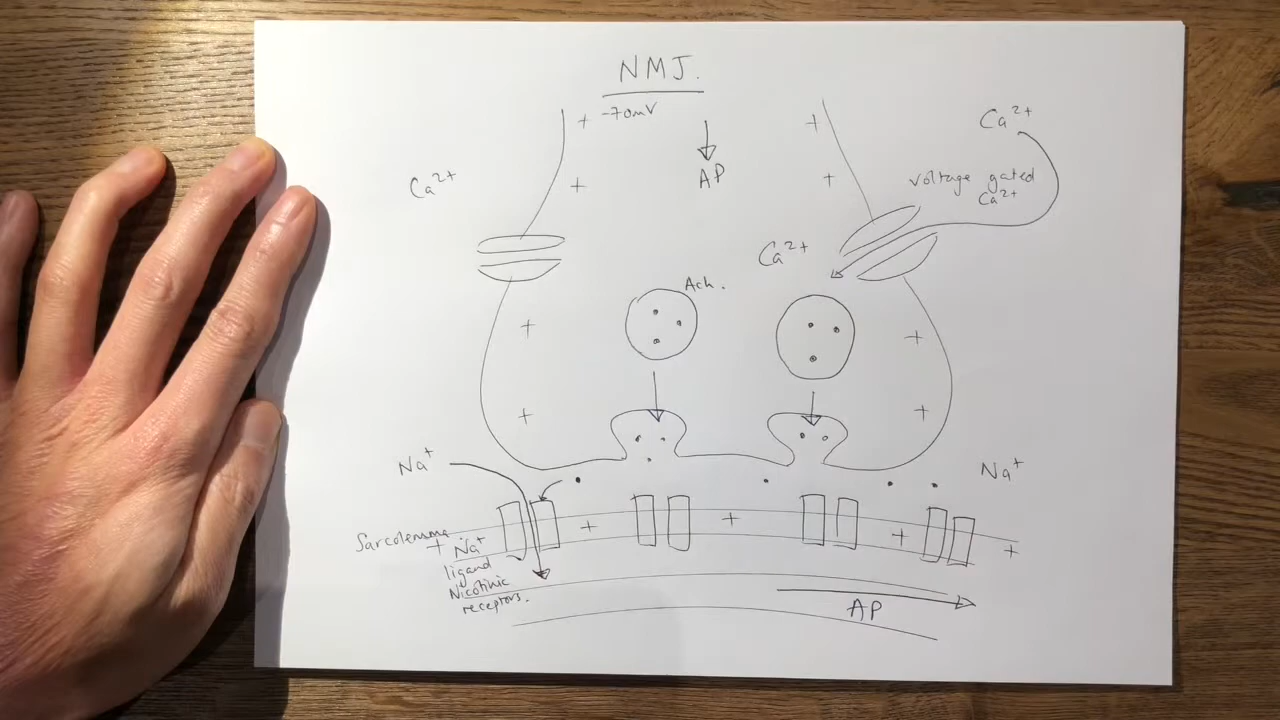 NMJ.
-70mV
AP
Ca²⁺
Ca²⁺
voltage gated
Ca²⁺
Ca²⁺
Ach.
Na⁺
Na⁺
Sarcolemma
Na⁺
ligand
Nicotinic
receptors.
AP
+
+
+
+
+
+
+
+
+
+
+
+
+